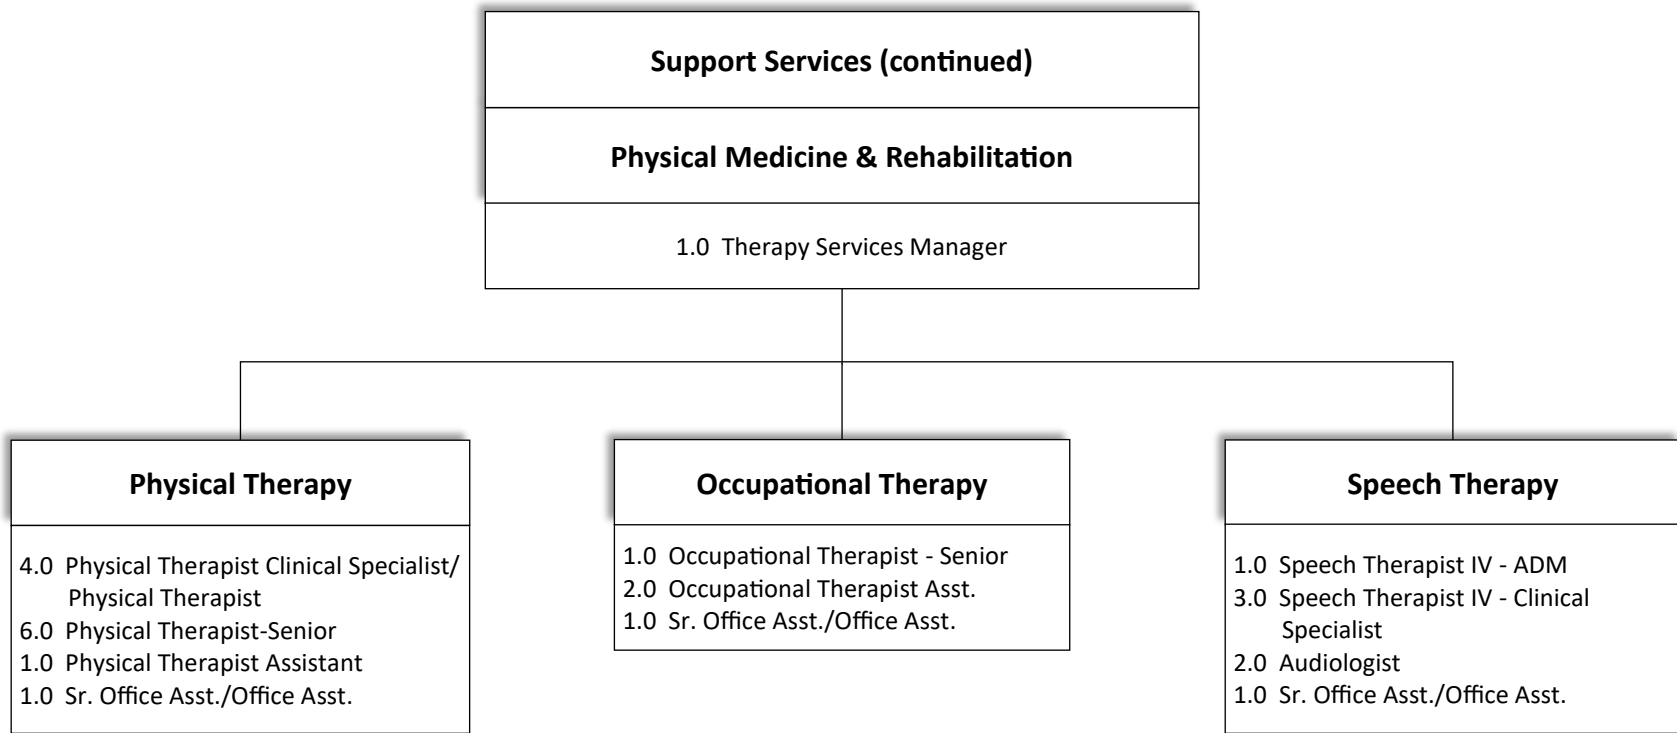 Support Services (continued)
Physical Medicine & Rehabilitation
1.0 Therapy Services Manager
Physical Therapy
4.0 Physical Therapist Clinical Specialist/
Physical Therapist
6.0 Physical Therapist-Senior
1.0 Physical Therapist Assistant
1.0 Sr. Office Asst./Office Asst.
Occupational Therapy
1.0 Occupational Therapist - Senior
2.0 Occupational Therapist Asst.
1.0 Sr. Office Asst./Office Asst.
Speech Therapy
1.0 Speech Therapist IV - ADM
3.0 Speech Therapist IV - Clinical
Specialist
2.0 Audiologist
1.0 Sr. Office Asst./Office Asst.